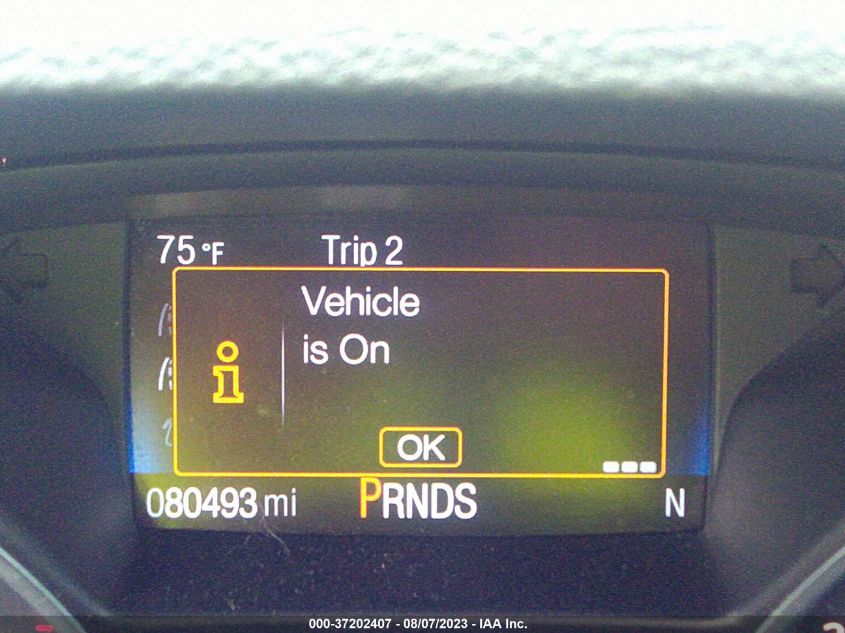 75 °F Trip 2
Vehicle
is On
OK
080493 mi PRNDS N
000-37202407 - 08/07/2023 - IAA Inc.